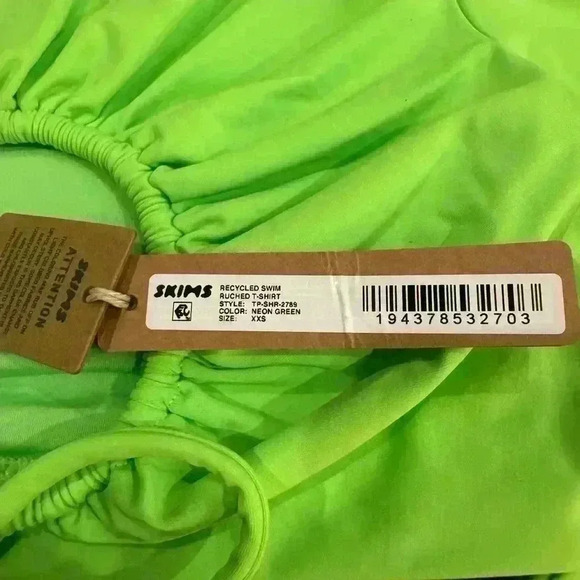 SKIMS
RECYCLED SWIM
RUCHED T-SHIRT
STYLE: TP-SHR-2789
COLOR: NEON GREEN
SIZE: XXS
194378532703
SKIMS
ATTENTION